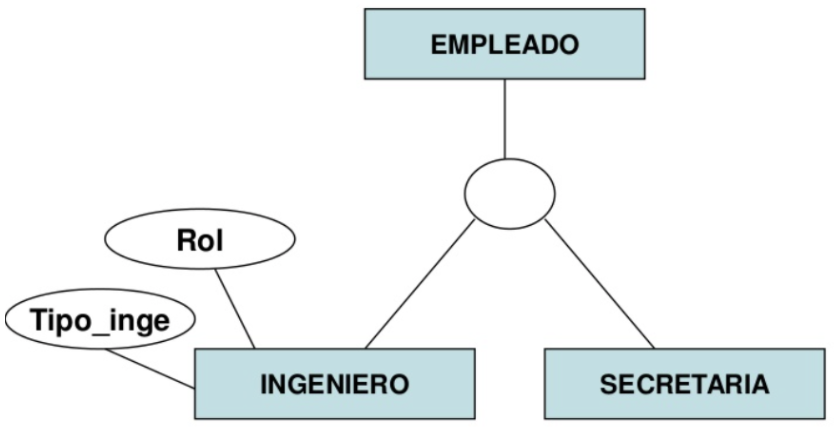 EMPLEADO
Rol
Tipo_inge
INGENIERO
SECRETARIA